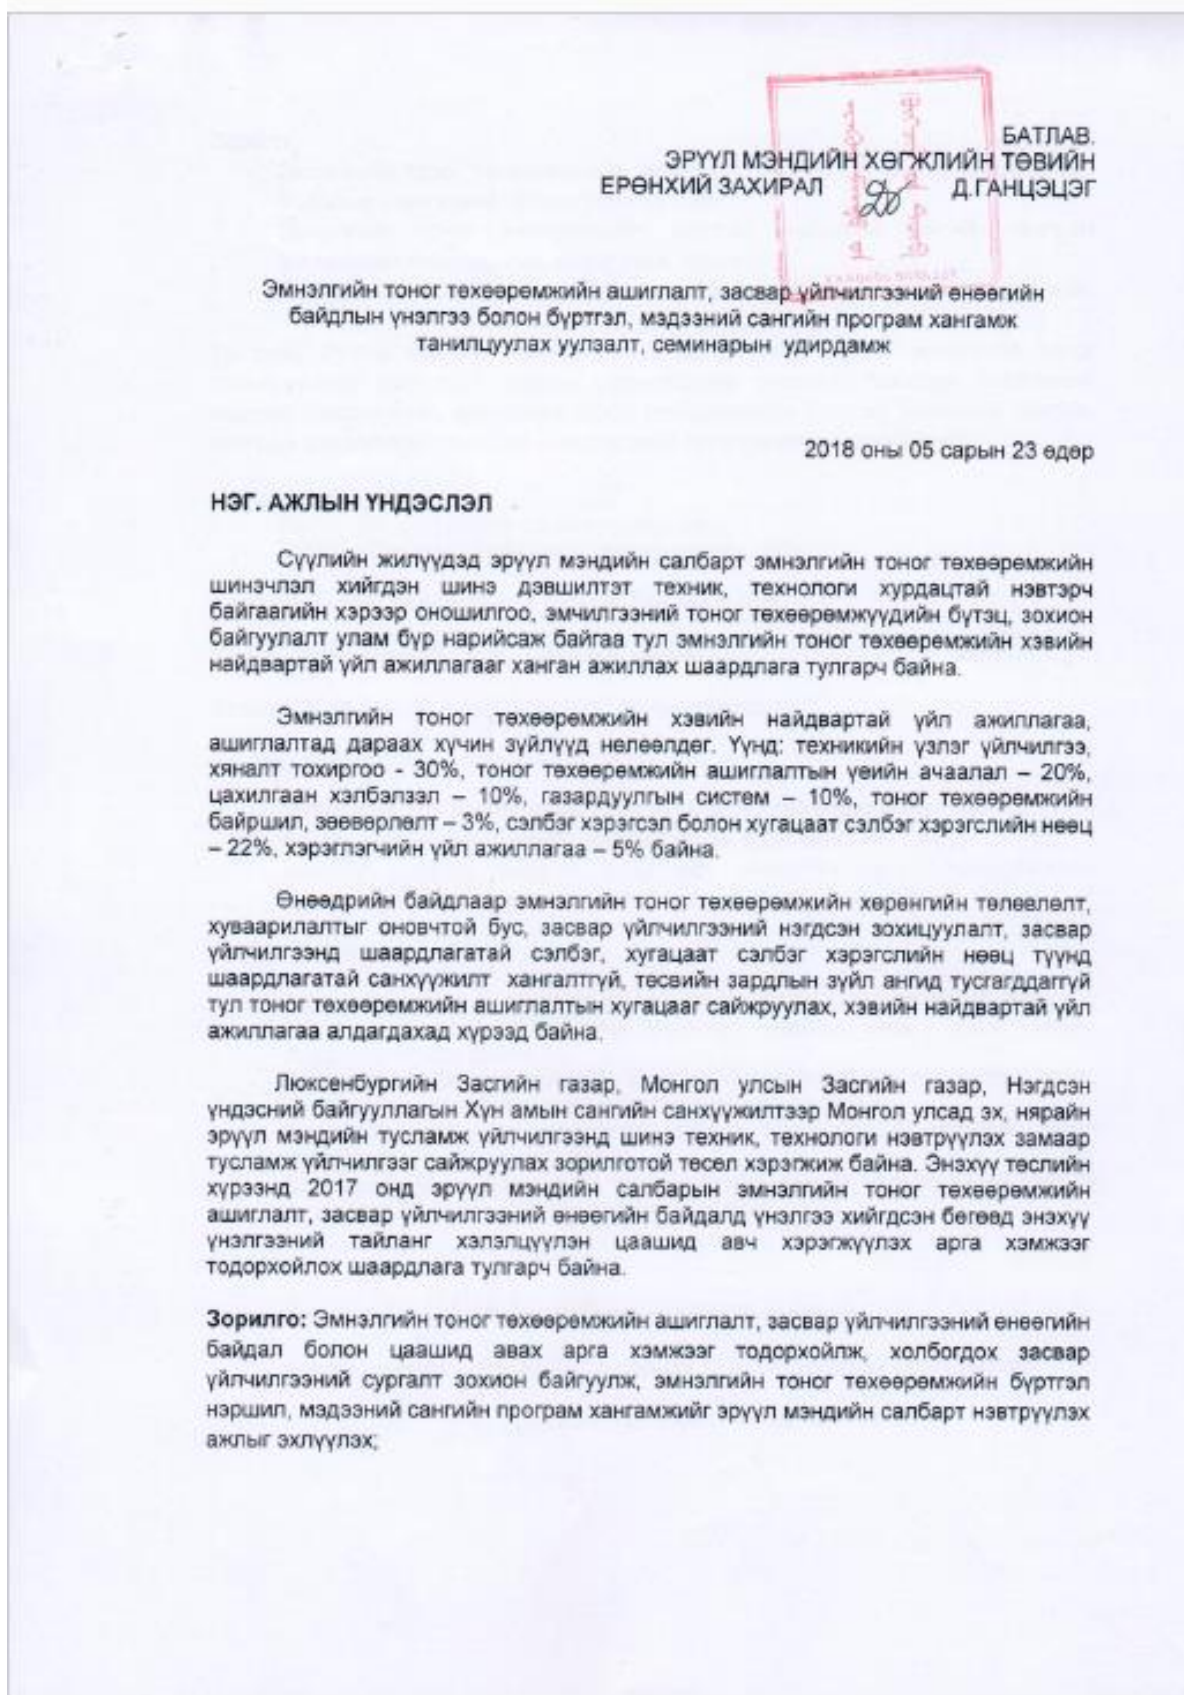 БАТЛАВ.
ЭРҮҮЛ МЭНДИЙН ХӨГЖЛИЙН ТӨВИЙН
ЕРӨНХИЙ ЗАХИРАЛ Д.ГАНЦЭЦЭГ
Эмнэлгийн тоног төхөөрөмжийн ашиглалт, засвар үйлчилгээний өнөөгийн
байдлын үнэлгээ болон бүртгэл, мэдээний сангийн програм хангамж
танилцуулах уулзалт, семинарын удирдамж
2018 оны 05 сарын 23 өдөр
НЭГ. АЖЛЫН ҮНДЭСЛЭЛ
Сүүлийн жилүүдэд эрүүл мэндийн салбарт эмнэлгийн тоног төхөөрөмжийн
шинэчлэл хийгдэн шинэ дэвшилтэт техник, технологи хурдацтай нэвтэрч
байгаагийн хэрээр оношилгоо, эмчилгээний тоног төхөөрөмжүүдийн бүтэц, зохион
байгуулалт улам бүр нарийсаж байгаа тул эмнэлгийн тоног төхөөрөмжийн хэвийн
найдвартай үйл ажиллагааг ханган ажиллах шаардлага тулгарч байна.
Эмнэлгийн тоног төхөөрөмжийн хэвийн найдвартай үйл ажиллагаа,
ашиглалтад дараах хүчин зүйлүүд нөлөөлдөг. Үүнд: техникийн үзлэг үйлчилгээ,
хяналт тохиргоо - 30%, тоног төхөөрөмжийн ашиглалтын үеийн ачаалал – 20%,
цахилгаан хэлбэлзэл – 10%, газардуулгын систем – 10%, тоног төхөөрөмжийн
байршил, зөөвөрлөлт – 3%, сэлбэг хэрэгсэл болон хугацаат сэлбэг хэрэгслийн нөөц
– 22%, хэрэглэгчийн үйл ажиллагаа – 5% байна.
Өнөөдрийн байдлаар эмнэлгийн тоног төхөөрөмжийн хөрөнгийн төлөвлөлт,
хуваарилалтыг оновчтой бус, засвар үйлчилгээний нэгдсэн зохицуулалт, засвар
үйлчилгээнд шаардлагатай сэлбэг, хугацаат сэлбэг хэрэгслийн нөөц түүнд
шаардлагатай санхүүжилт хангалтгүй, төсвийн зардлын зүйл ангид тусгагддаггүй
тул тоног төхөөрөмжийн ашиглалтын хугацааг сайжруулах, хэвийн найдвартай үйл
ажиллагаа алдагдахад хүрээд байна.
Люксенбургийн Засгийн газар, Монгол улсын Засгийн газар, Нэгдсэн
үндэсний байгууллагын Хүн амын сангийн санхүүжилтээр Монгол улсад эх, нярайн
эрүүл мэндийн тусламж үйлчилгээнд шинэ техник, технологи нэвтрүүлэх замаар
тусламж үйлчилгээг сайжруулах зорилготой төсөл хэрэгжиж байна. Энэхүү төслийн
хүрээнд 2017 онд эрүүл мэндийн салбарын эмнэлгийн тоног төхөөрөмжийн
ашиглалт, засвар үйлчилгээний өнөөгийн байдалд үнэлгээ хийгдсэн бөгөөд энэхүү
үнэлгээний тайланг хэлэлцүүлэн цаашид авч хэрэгжүүлэх арга хэмжээг
тодорхойлох шаардлага тулгарч байна.
Зорилго: Эмнэлгийн тоног төхөөрөмжийн ашиглалт, засвар үйлчилгээний өнөөгийн
байдал болон цаашид авах арга хэмжээг тодорхойлж, холбогдох засвар
үйлчилгээний сургалт зохион байгуулж, эмнэлгийн тоног төхөөрөмжийн бүртгэл
нэршил, мэдээний сангийн програм хангамжийг эрүүл мэндийн салбарт нэвтрүүлэх
ажлыг эхлүүлэх;